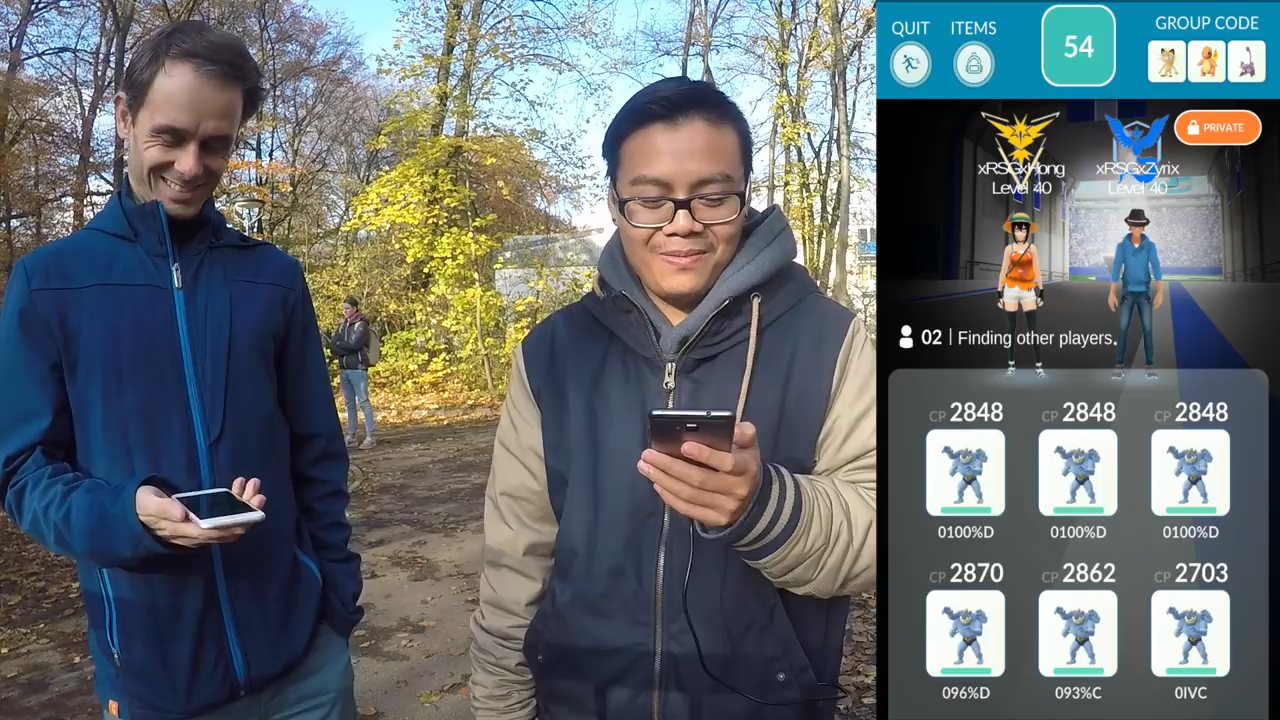 QUIT ITEMS
54
GROUP CODE
PRIVATE
xRSGxHong
Level 40
xRSGxZyrix
Level 40
02 | Finding other players.
CP 2848 CP 2848 CP 2848
0100%D 0100%D 0100%D
CP 2870 CP 2862 CP 2703
096%D 093%C 0IVC